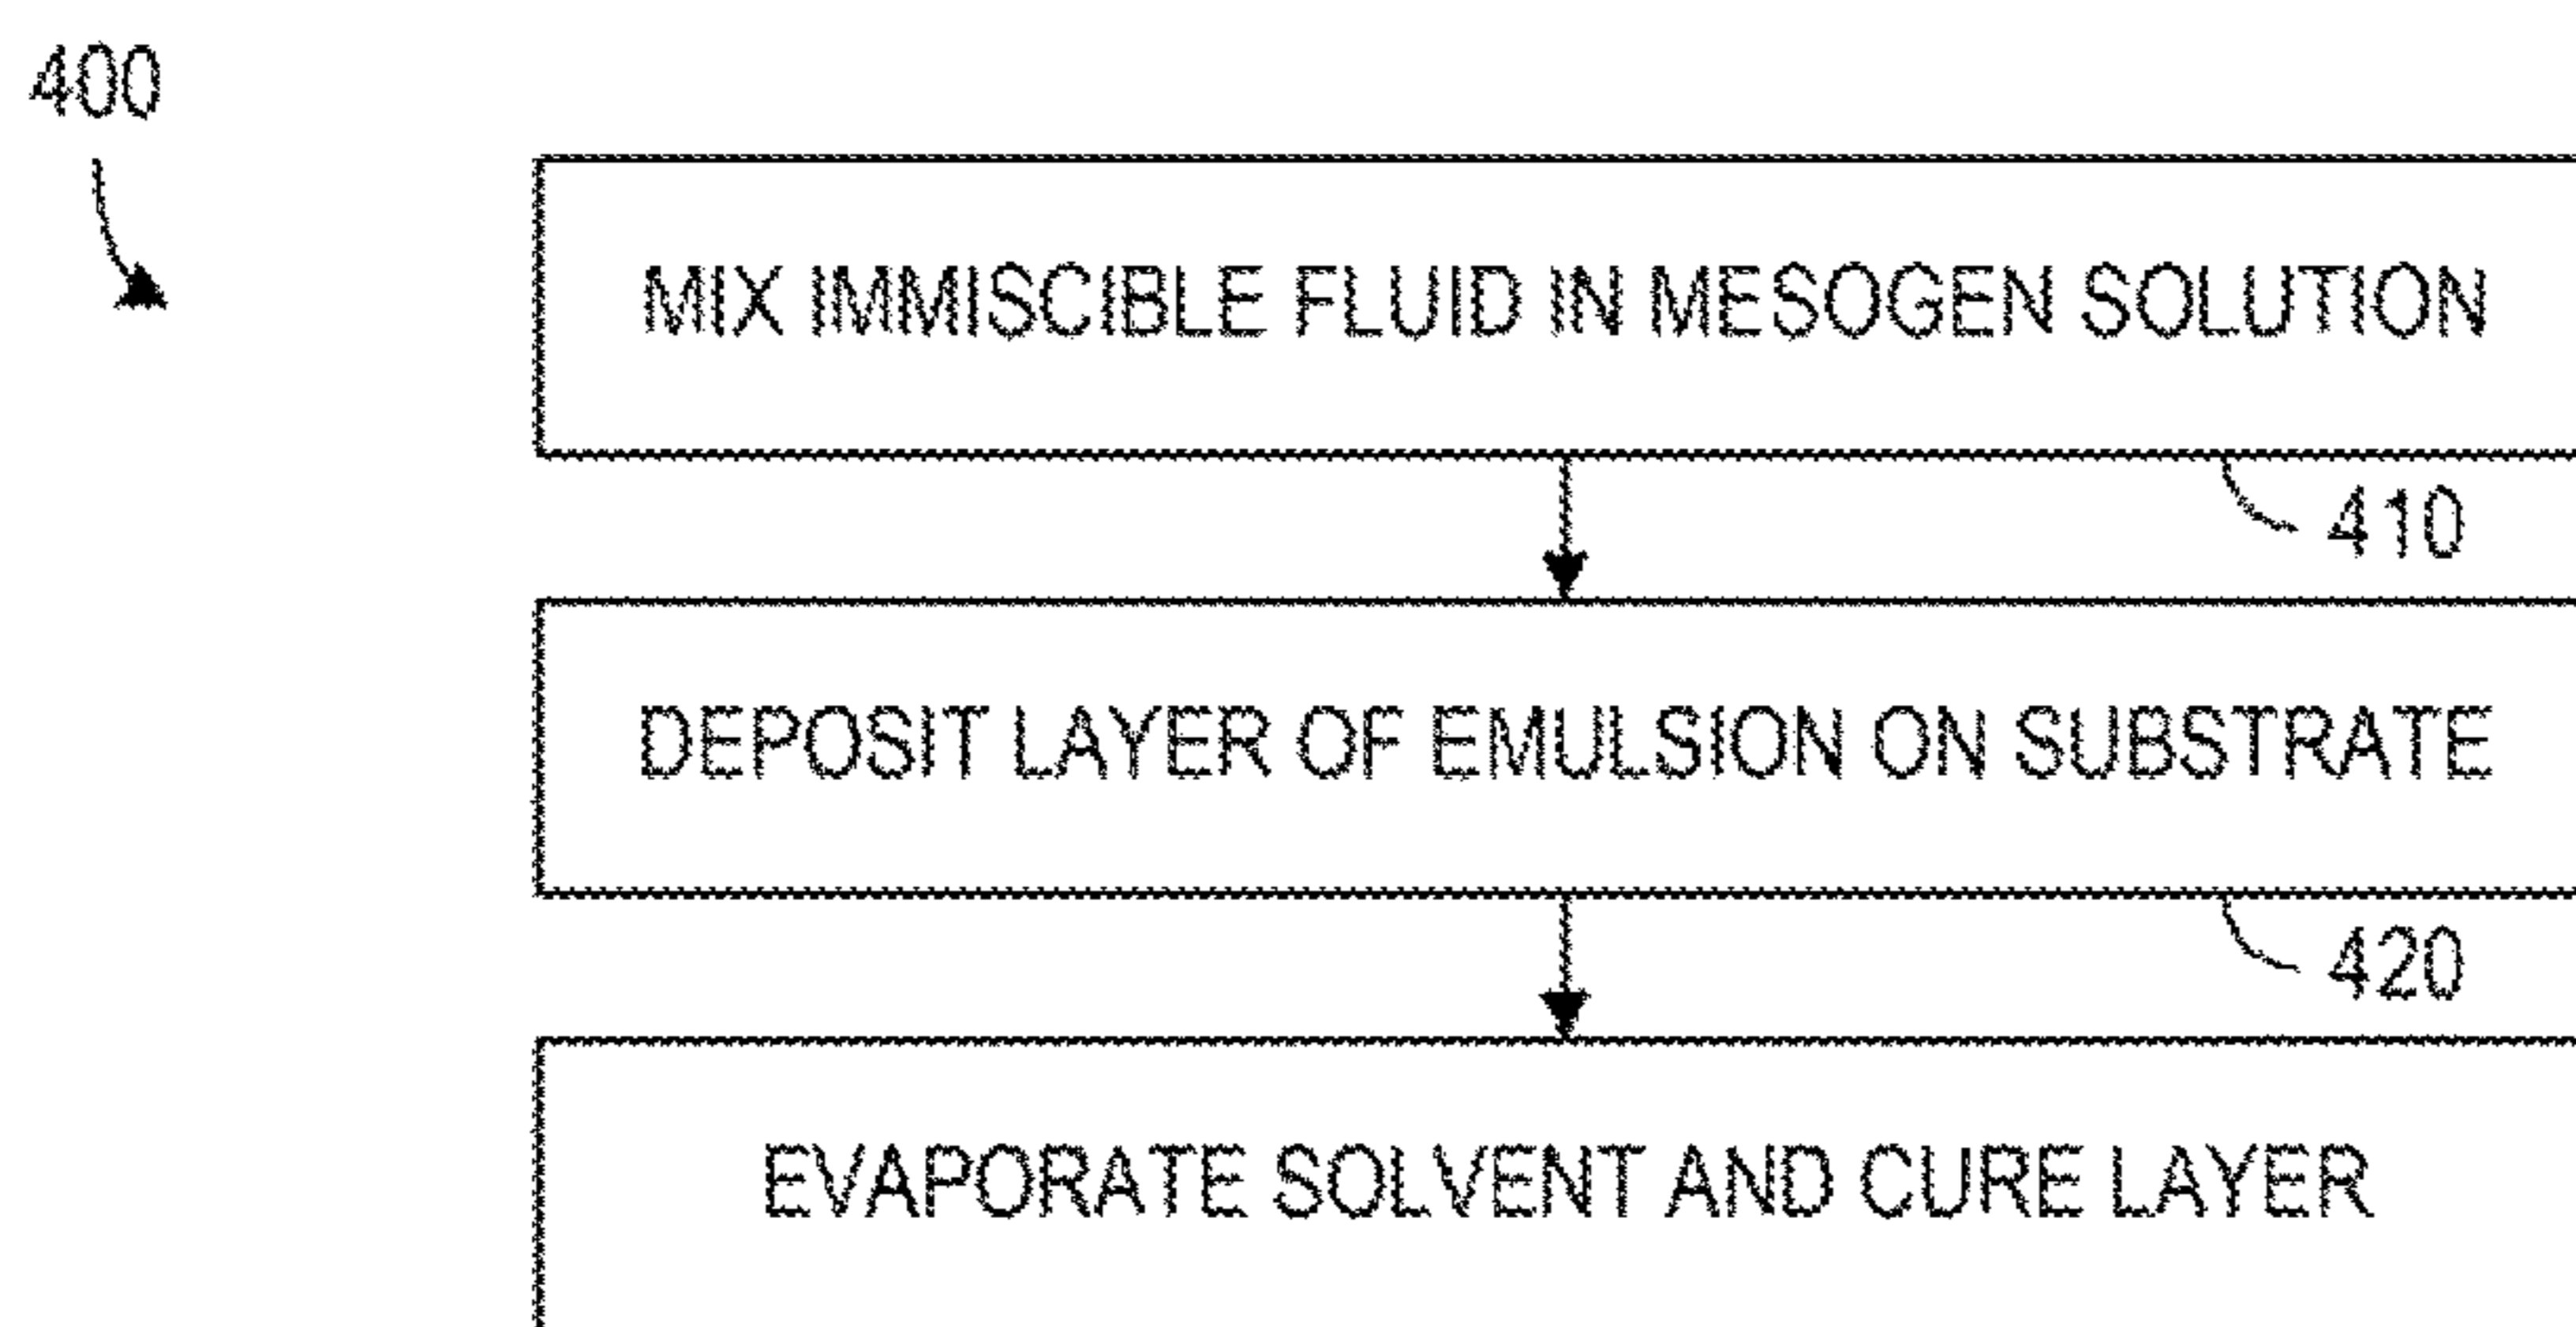 400
MIX IMMISCIBLE FLUID IN MESOGEN SOLUTION
410
DEPOSIT LAYER OF EMULSION ON SUBSTRATE
420
EVAPORATE SOLVENT AND CURE LAYER